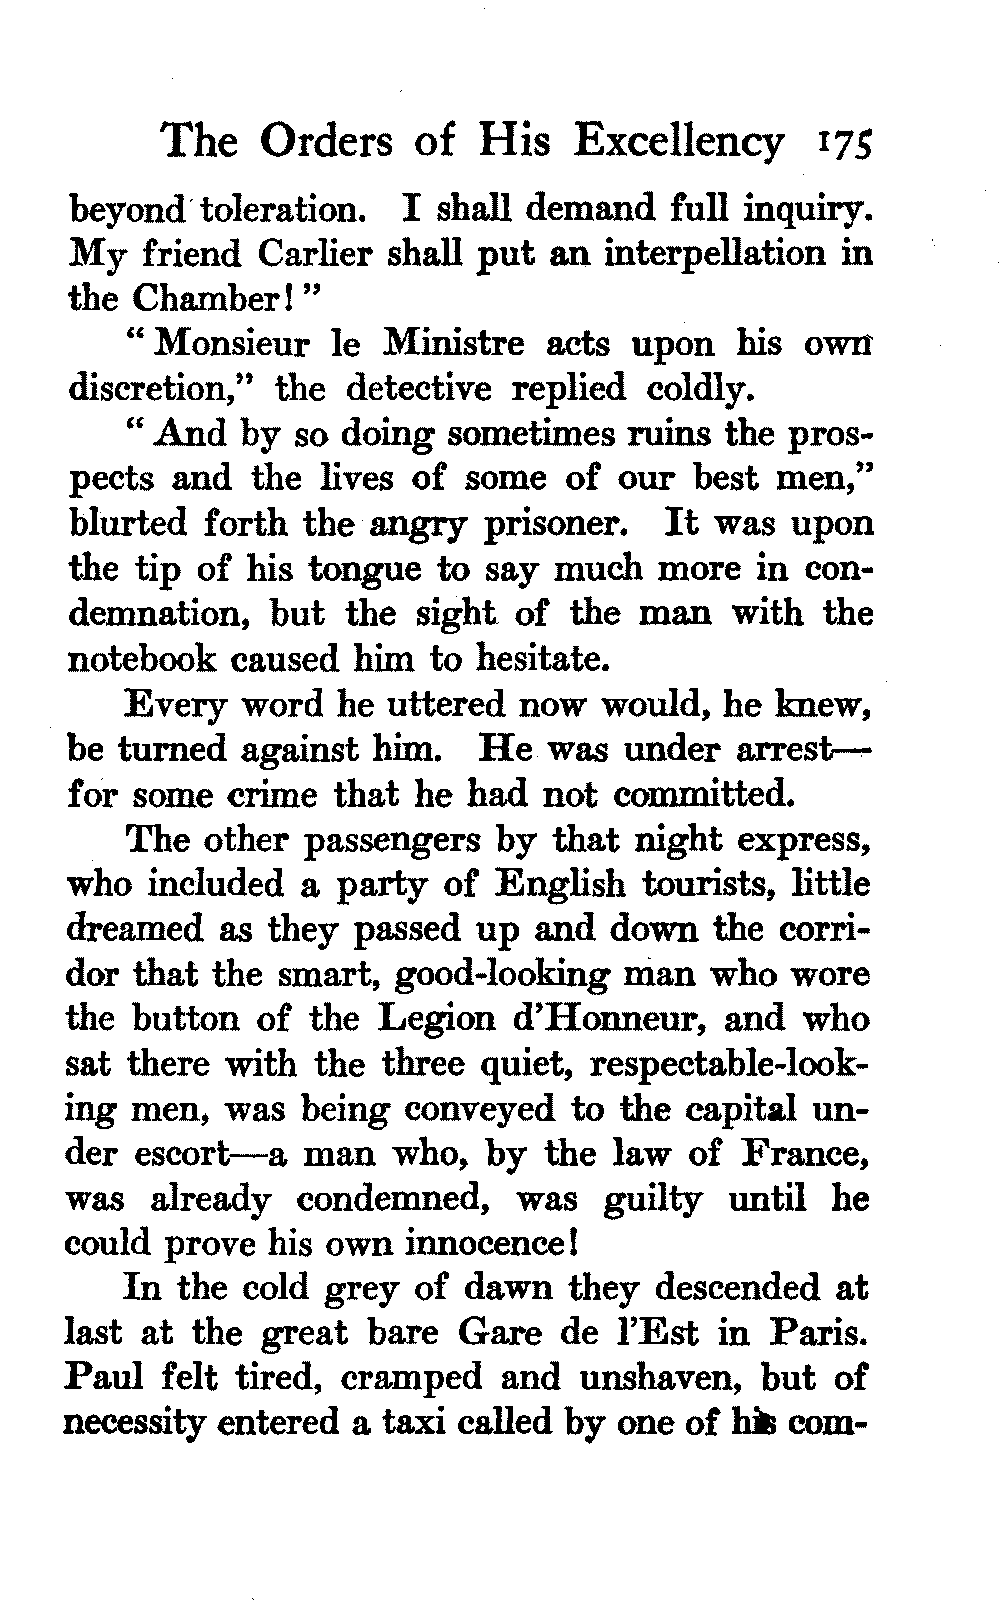 The Orders of His Excellency 175
beyond toleration. I shall demand full inquiry.
My friend Carlier shall put an interpellation in
the Chamber!"
"Monsieur le Ministre acts upon his own
discretion," the detective replied coldly.
"And by so doing sometimes ruins the pros-
pects and the lives of some of our best men,"
blurted forth the angry prisoner. It was upon
the tip of his tongue to say much more in con-
demnation, but the sight of the man with the
notebook caused him to hesitate.
Every word he uttered now would, he knew,
be turned against him. He was under arrest—
for some crime that he had not committed.
The other passengers by that night express,
who included a party of English tourists, little
dreamed as they passed up and down the corri-
dor that the smart, good-looking man who wore
the button of the Legion d'Honneur, and who
sat there with the three quiet, respectable-look-
ing men, was being conveyed to the capital un-
der escort—a man who, by the law of France,
was already condemned, was guilty until he
could prove his own innocence!
In the cold grey of dawn they descended at
last at the great bare Gare de l'Est in Paris.
Paul felt tired, cramped and unshaven, but of
necessity entered a taxi called by one of his com-